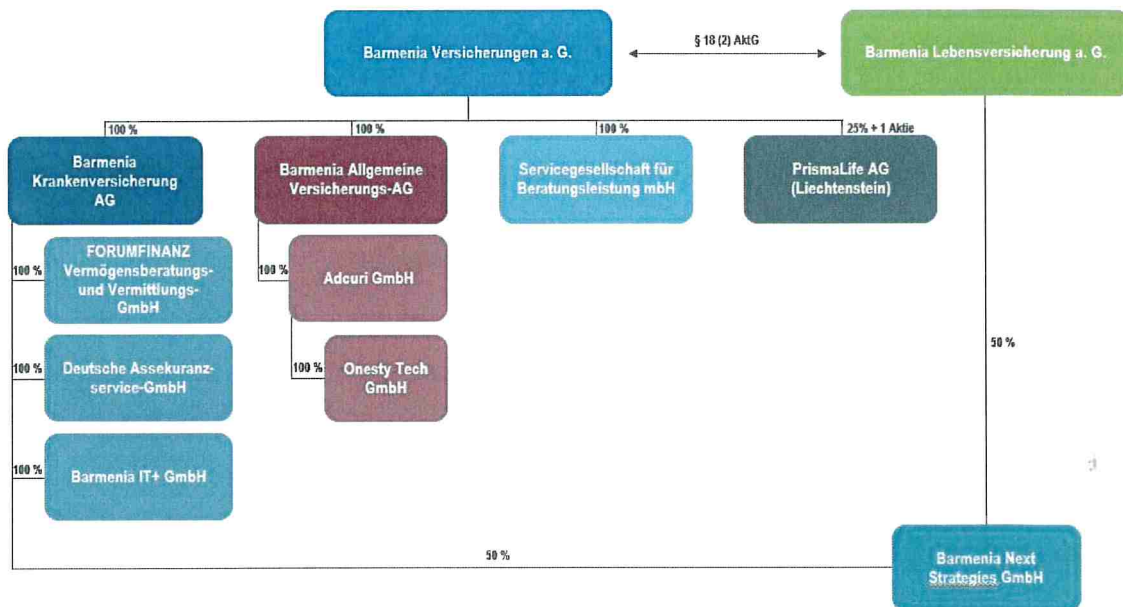 Barmenia Versicherungen a. G.
§ 18 (2) AktG
Barmenia Lebensversicherung a. G.
100 %
100 %
100 %
25% + 1 Aktie
Barmenia
Krankenversicherung
AG
Barmenia Allgemeine
Versicherungs-AG
Servicegesellschaft für
Beratungsleistung mbH
PrismaLife AG
(Liechtenstein)
100 %
FORUMFINANZ
Vermögensberatungs-
und Vermittlungs-
GmbH
100 %
Adcuri GmbH
100 %
Deutsche Assekuranz-
service-GmbH
100 %
Onesty Tech
GmbH
50 %
100 %
Barmenia IT+ GmbH
50 %
Barmenia Next
Strategies GmbH